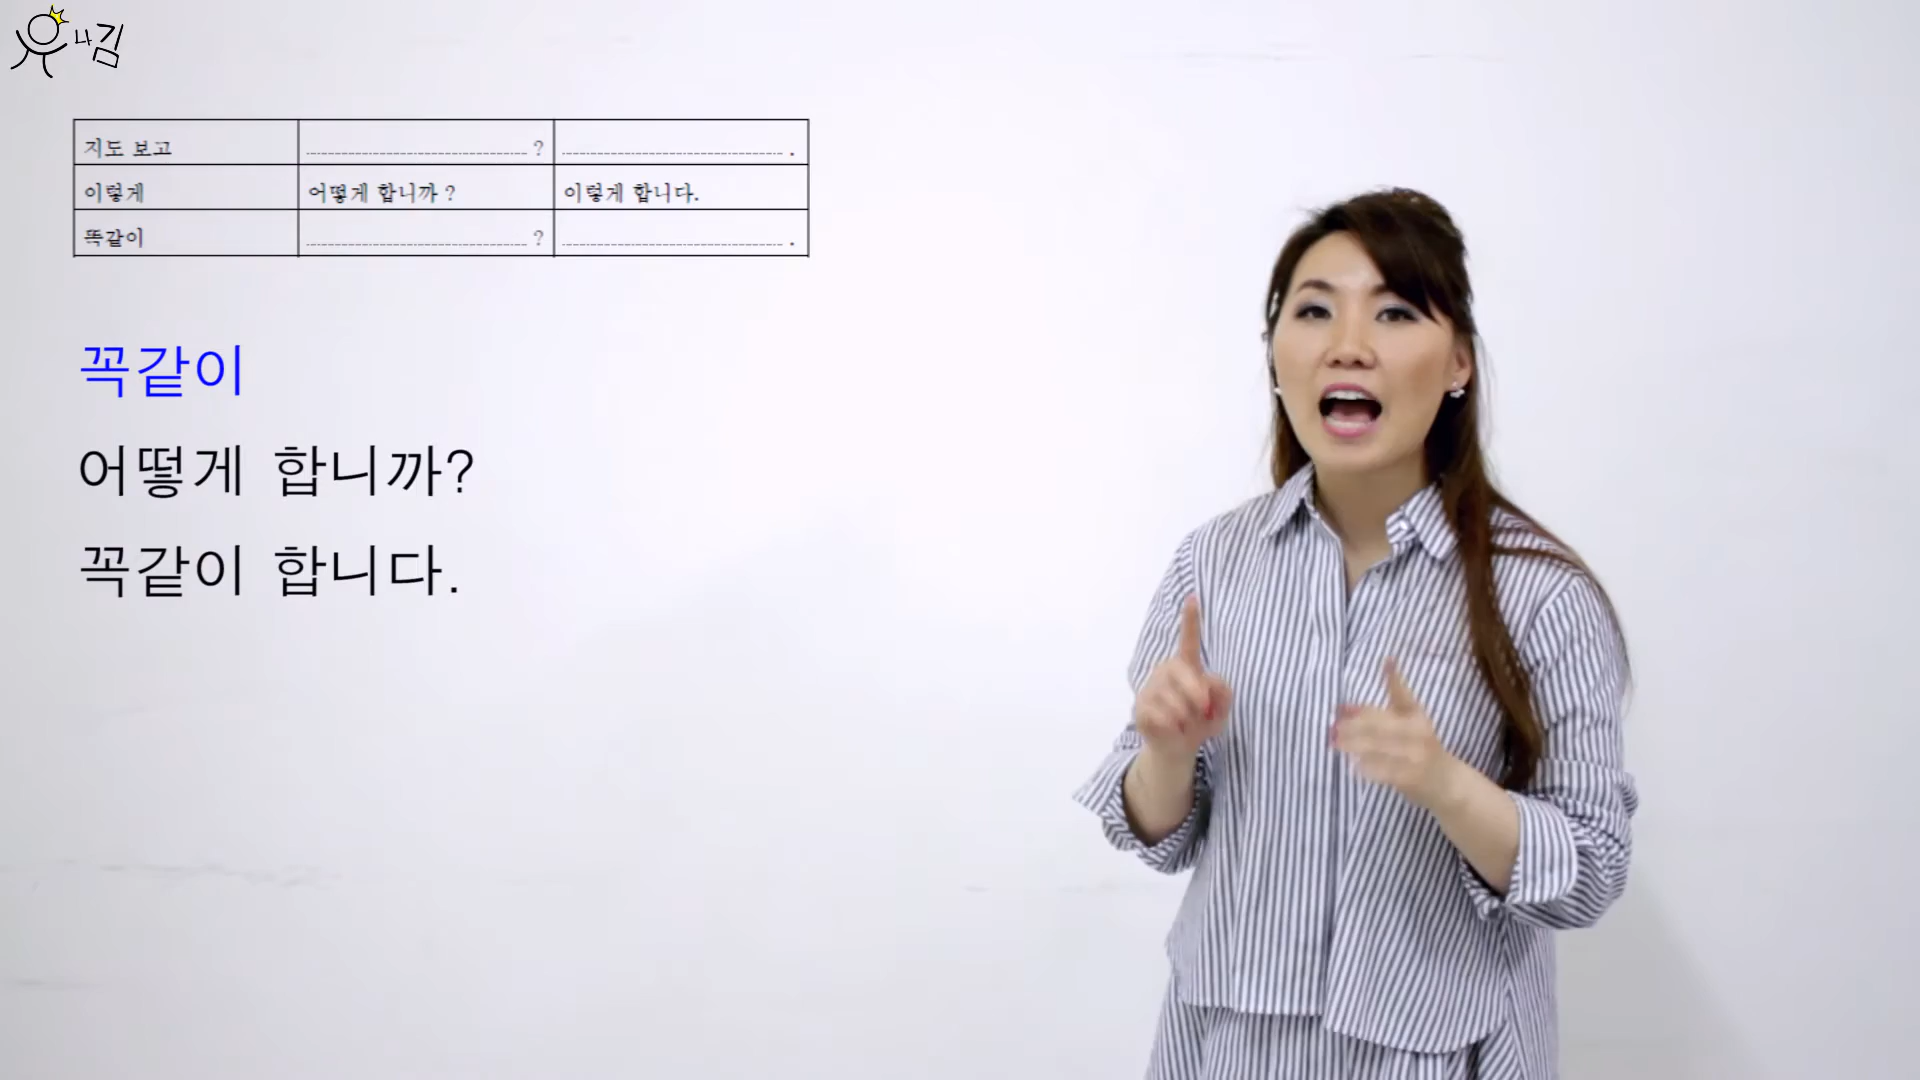 유나김
지도 보고 ? .
이렇게 어떻게 합니까? 이렇게 합니다.
똑같이 ? .
꼭같이
어떻게 합니까?
꼭같이 합니다.